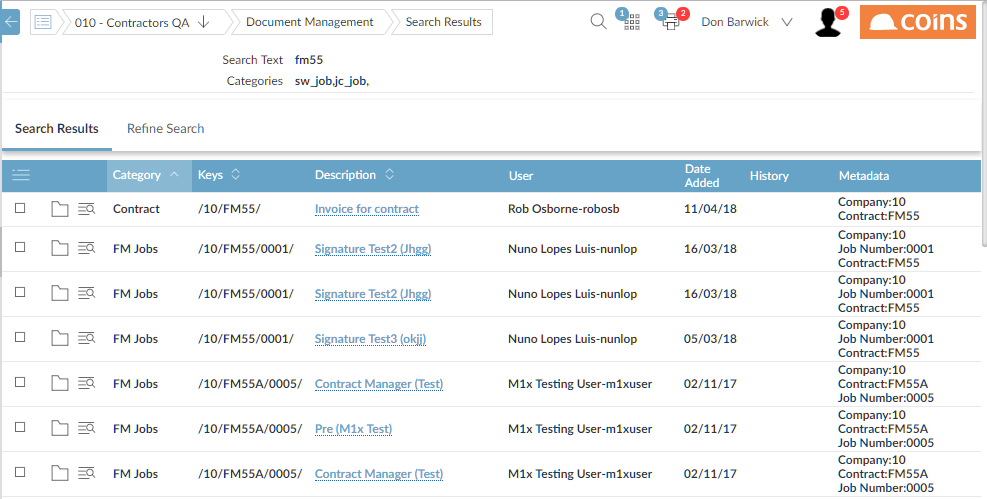 010 - Contractors QA
Document Management
Search Results
1
3
2
Don Barwick
5
coins
Search Text fm55
Categories sw_job,jc_job,
Search Results Refine Search
Category Keys Description User Date Added History Metadata
Contract /10/FM55/ Invoice for contract Rob Osborne-robosb 11/04/18 Company:10
Contract:FM55
FM Jobs /10/FM55/0001/ Signature Test2 (Jhgg) Nuno Lopes Luis-nunlop 16/03/18 Company:10
Job Number:0001
Contract:FM55
FM Jobs /10/FM55/0001/ Signature Test2 (Jhgg) Nuno Lopes Luis-nunlop 16/03/18 Company:10
Job Number:0001
Contract:FM55
FM Jobs /10/FM55/0001/ Signature Test3 (okjj) Nuno Lopes Luis-nunlop 05/03/18 Company:10
Job Number:0001
Contract:FM55
FM Jobs /10/FM55A/0005/ Contract Manager (Test) M1x Testing User-m1xuser 02/11/17 Company:10
Contract:FM55A
Job Number:0005
FM Jobs /10/FM55A/0005/ Pre (M1x Test) M1x Testing User-m1xuser 02/11/17 Company:10
Contract:FM55A
Job Number:0005
FM Jobs /10/FM55A/0005/ Contract Manager (Test) M1x Testing User-m1xuser 02/11/17 Company:10
Contract:FM55A
Job Number:0005